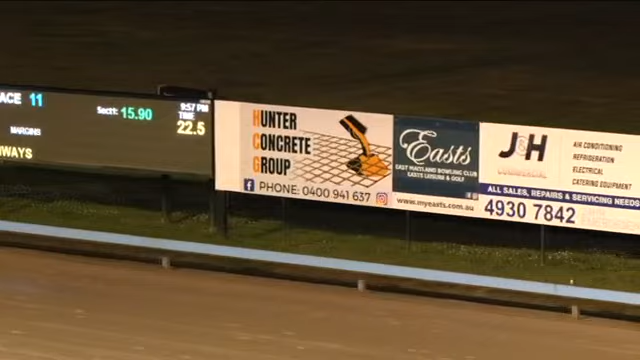 ACE 11
Sect1: 15.90
9:57 PM
TIME
22.5
MARGINS
WAYS
HUNTER
CONCRETE
GROUP
PHONE: 0400 941 637
Easts
EAST MAITLAND BOWLING CLUB
EASTS LEISURE & GOLF
www.myeasts.com.au
J&H
COMMERCIAL
AIR CONDITIONING
REFRIGERATION
ELECTRICAL
CATERING EQUIPMENT
ALL SALES, REPAIRS & SERVICING NEEDS
4930 7842